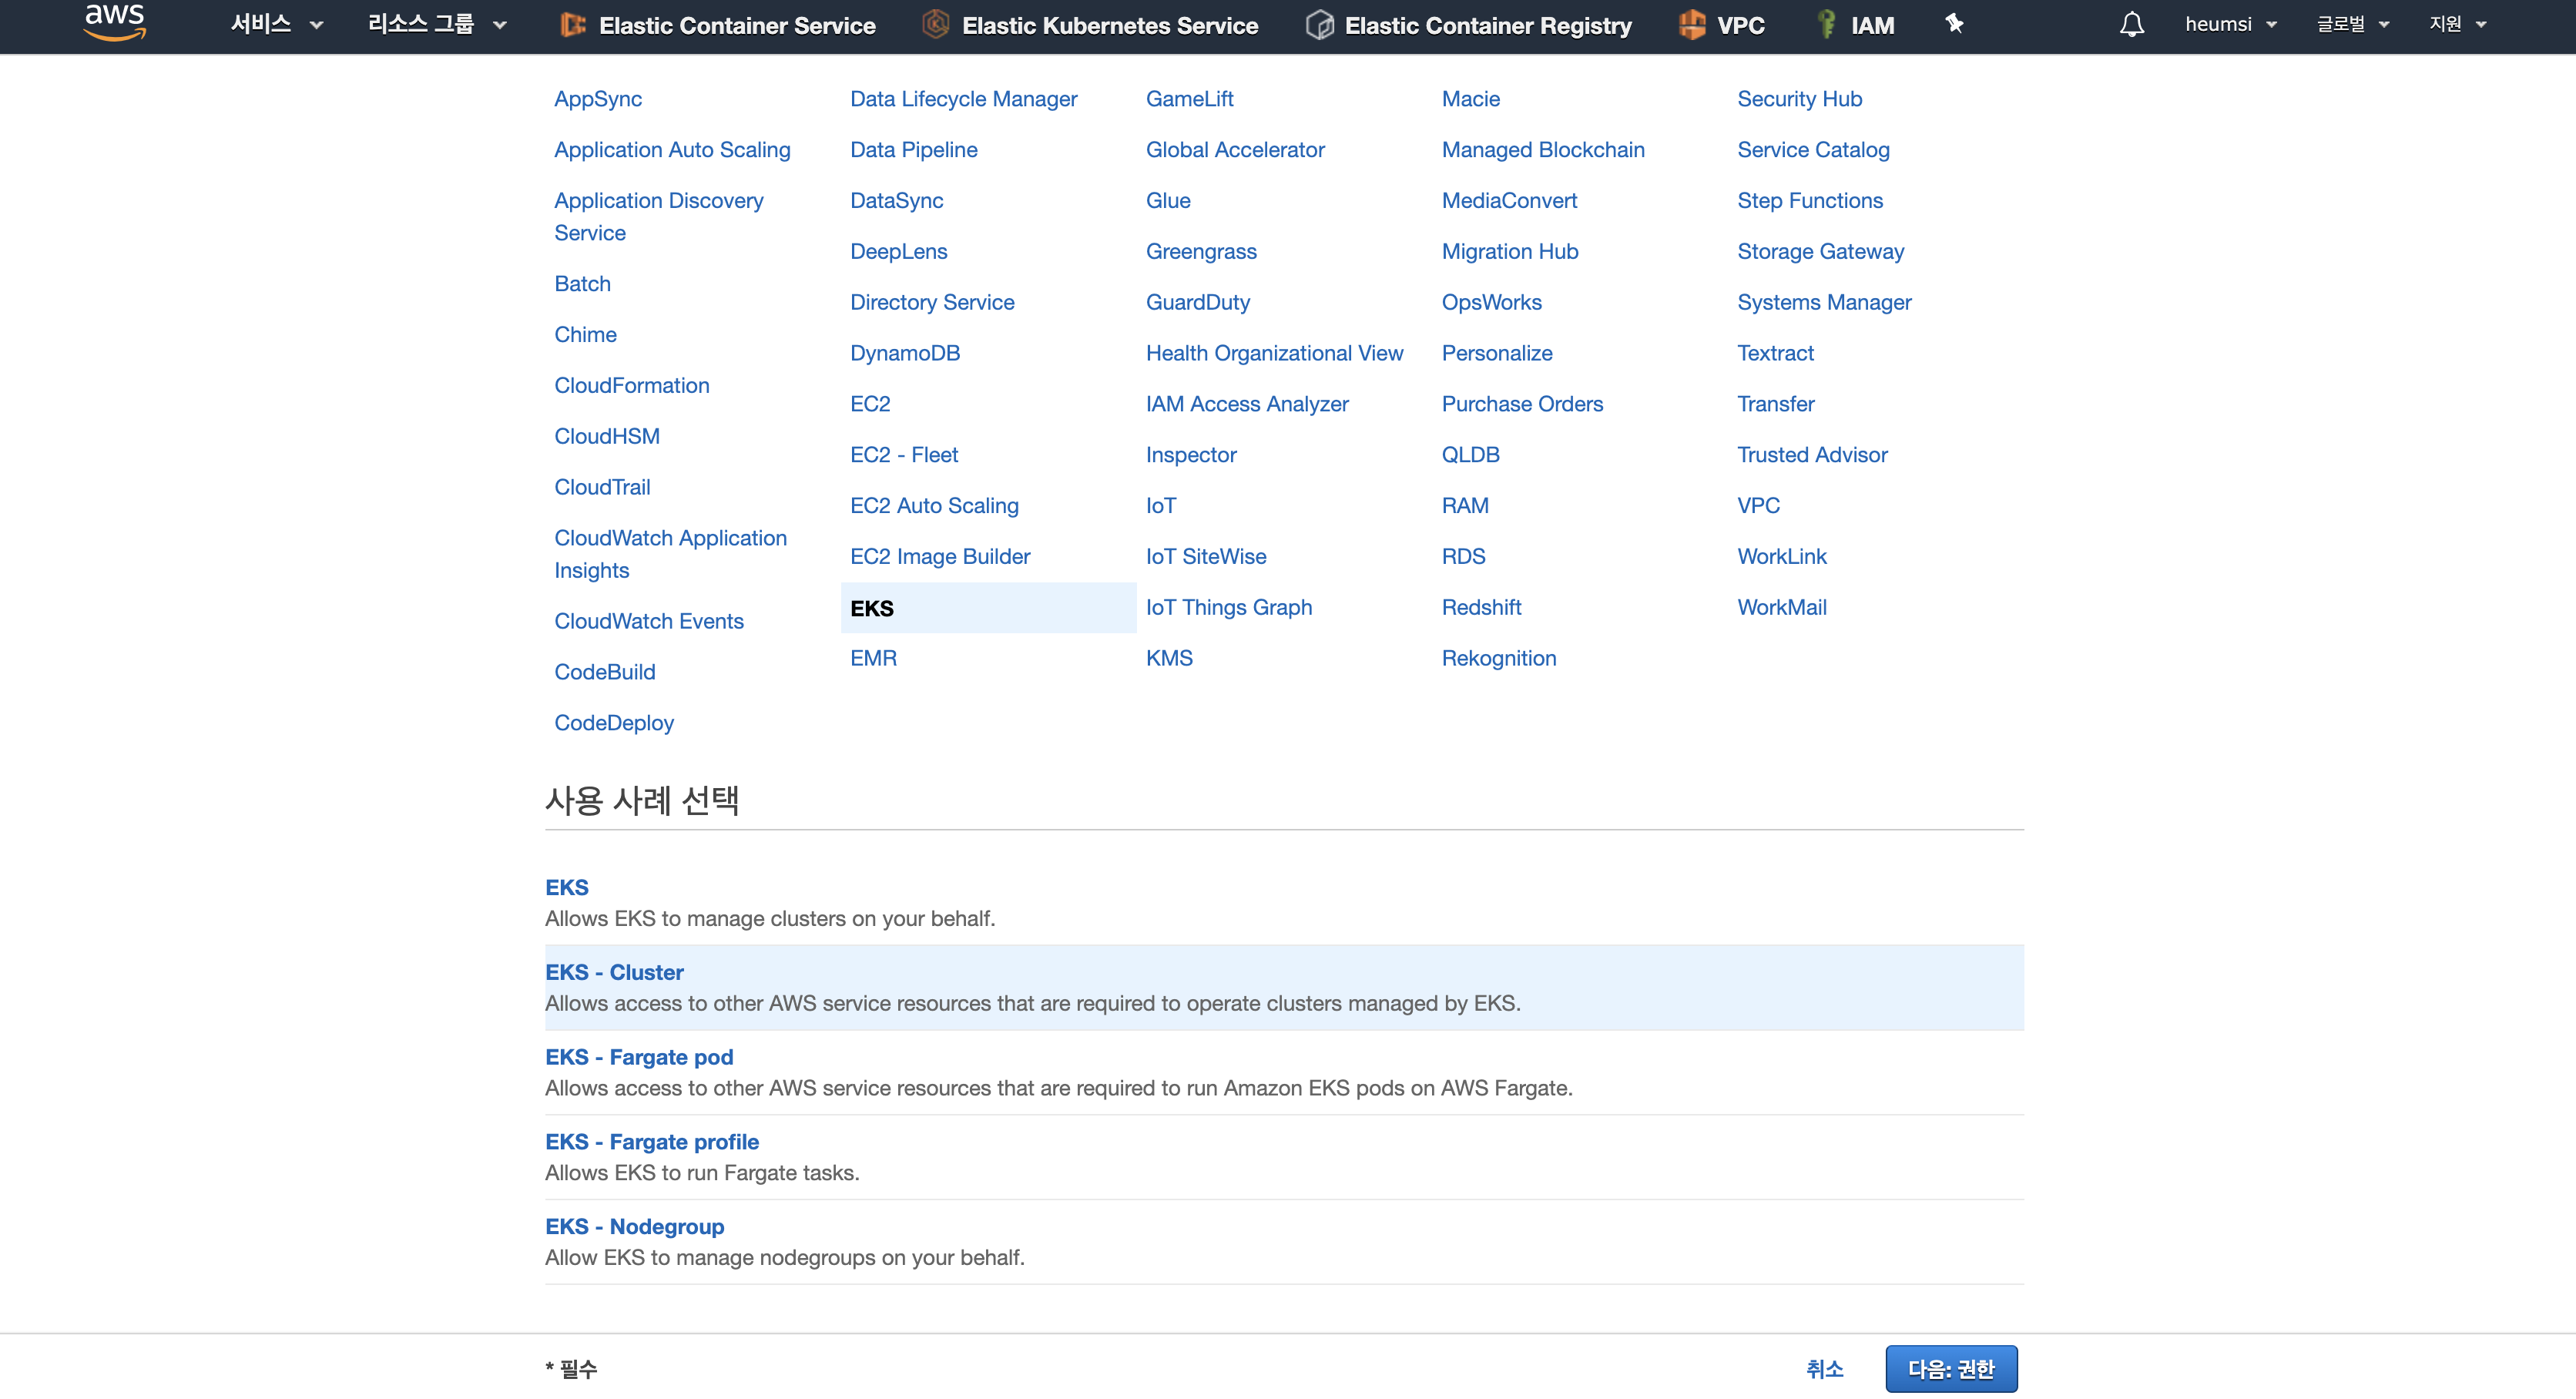 aws 서비스 리소스 그룹 Elastic Container Service Elastic Kubernetes Service Elastic Container Registry VPC IAM heumsi 글로벌 지원
AppSync
Application Auto Scaling
Application Discovery
Service
Batch
Chime
CloudFormation
CloudHSM
CloudTrail
CloudWatch Application
Insights
CloudWatch Events
CodeBuild
CodeDeploy
Data Lifecycle Manager
Data Pipeline
DataSync
DeepLens
Directory Service
DynamoDB
EC2
EC2 - Fleet
EC2 Auto Scaling
EC2 Image Builder
EKS
EMR
GameLift
Global Accelerator
Glue
Greengrass
GuardDuty
Health Organizational View
IAM Access Analyzer
Inspector
IoT
IoT SiteWise
IoT Things Graph
KMS
Macie
Managed Blockchain
MediaConvert
Migration Hub
OpsWorks
Personalize
Purchase Orders
QLDB
RAM
RDS
Redshift
Rekognition
Security Hub
Service Catalog
Step Functions
Storage Gateway
Systems Manager
Textract
Transfer
Trusted Advisor
VPC
WorkLink
WorkMail
사용 사례 선택
EKS
Allows EKS to manage clusters on your behalf.
EKS - Cluster
Allows access to other AWS service resources that are required to operate clusters managed by EKS.
EKS - Fargate pod
Allows access to other AWS service resources that are required to run Amazon EKS pods on AWS Fargate.
EKS - Fargate profile
Allows EKS to run Fargate tasks.
EKS - Nodegroup
Allow EKS to manage nodegroups on your behalf.
* 필수 취소 다음: 권한